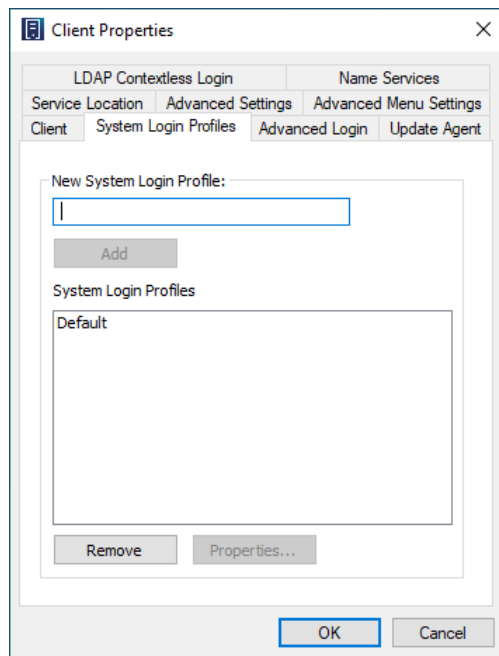 Client Properties
LDAP Contextless Login Name Services
Service Location Advanced Settings Advanced Menu Settings
Client System Login Profiles Advanced Login Update Agent
New System Login Profile:
Add
System Login Profiles
Default
Remove Properties...
OK Cancel